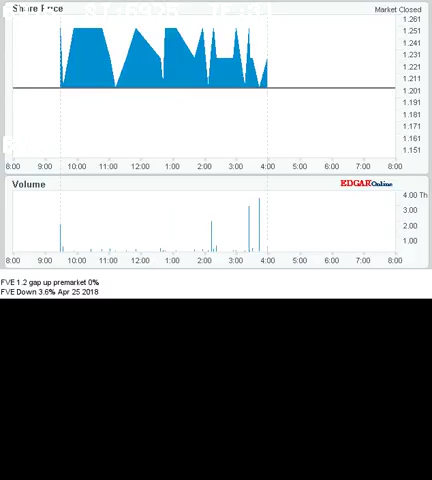 Share Price
Market Closed
1.261
1.251
1.241
1.231
1.221
1.211
1.201
1.191
1.181
1.171
1.161
1.151
8:00 9:00 10:00 11:00 12:00 1:00 2:00 3:00 4:00 5:00 6:00 7:00 8:00
Volume
EDGAROnline
4.00 Th
3.00
2.00
1.00
8:00 9:00 10:00 11:00 12:00 1:00 2:00 3:00 4:00 5:00 6:00 7:00 8:00
FVE 1.2 gap up premarket 0%
FVE Down 3.6% Apr 25 2018